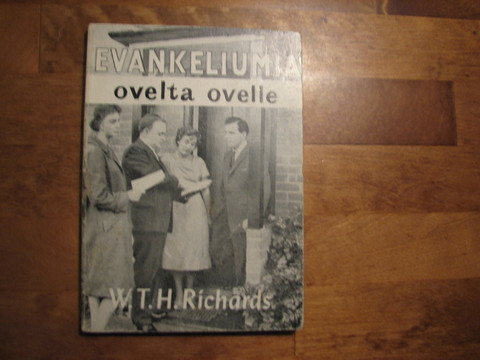 EVANKELIUMIA
ovelta ovelle
W.T.H. Richards